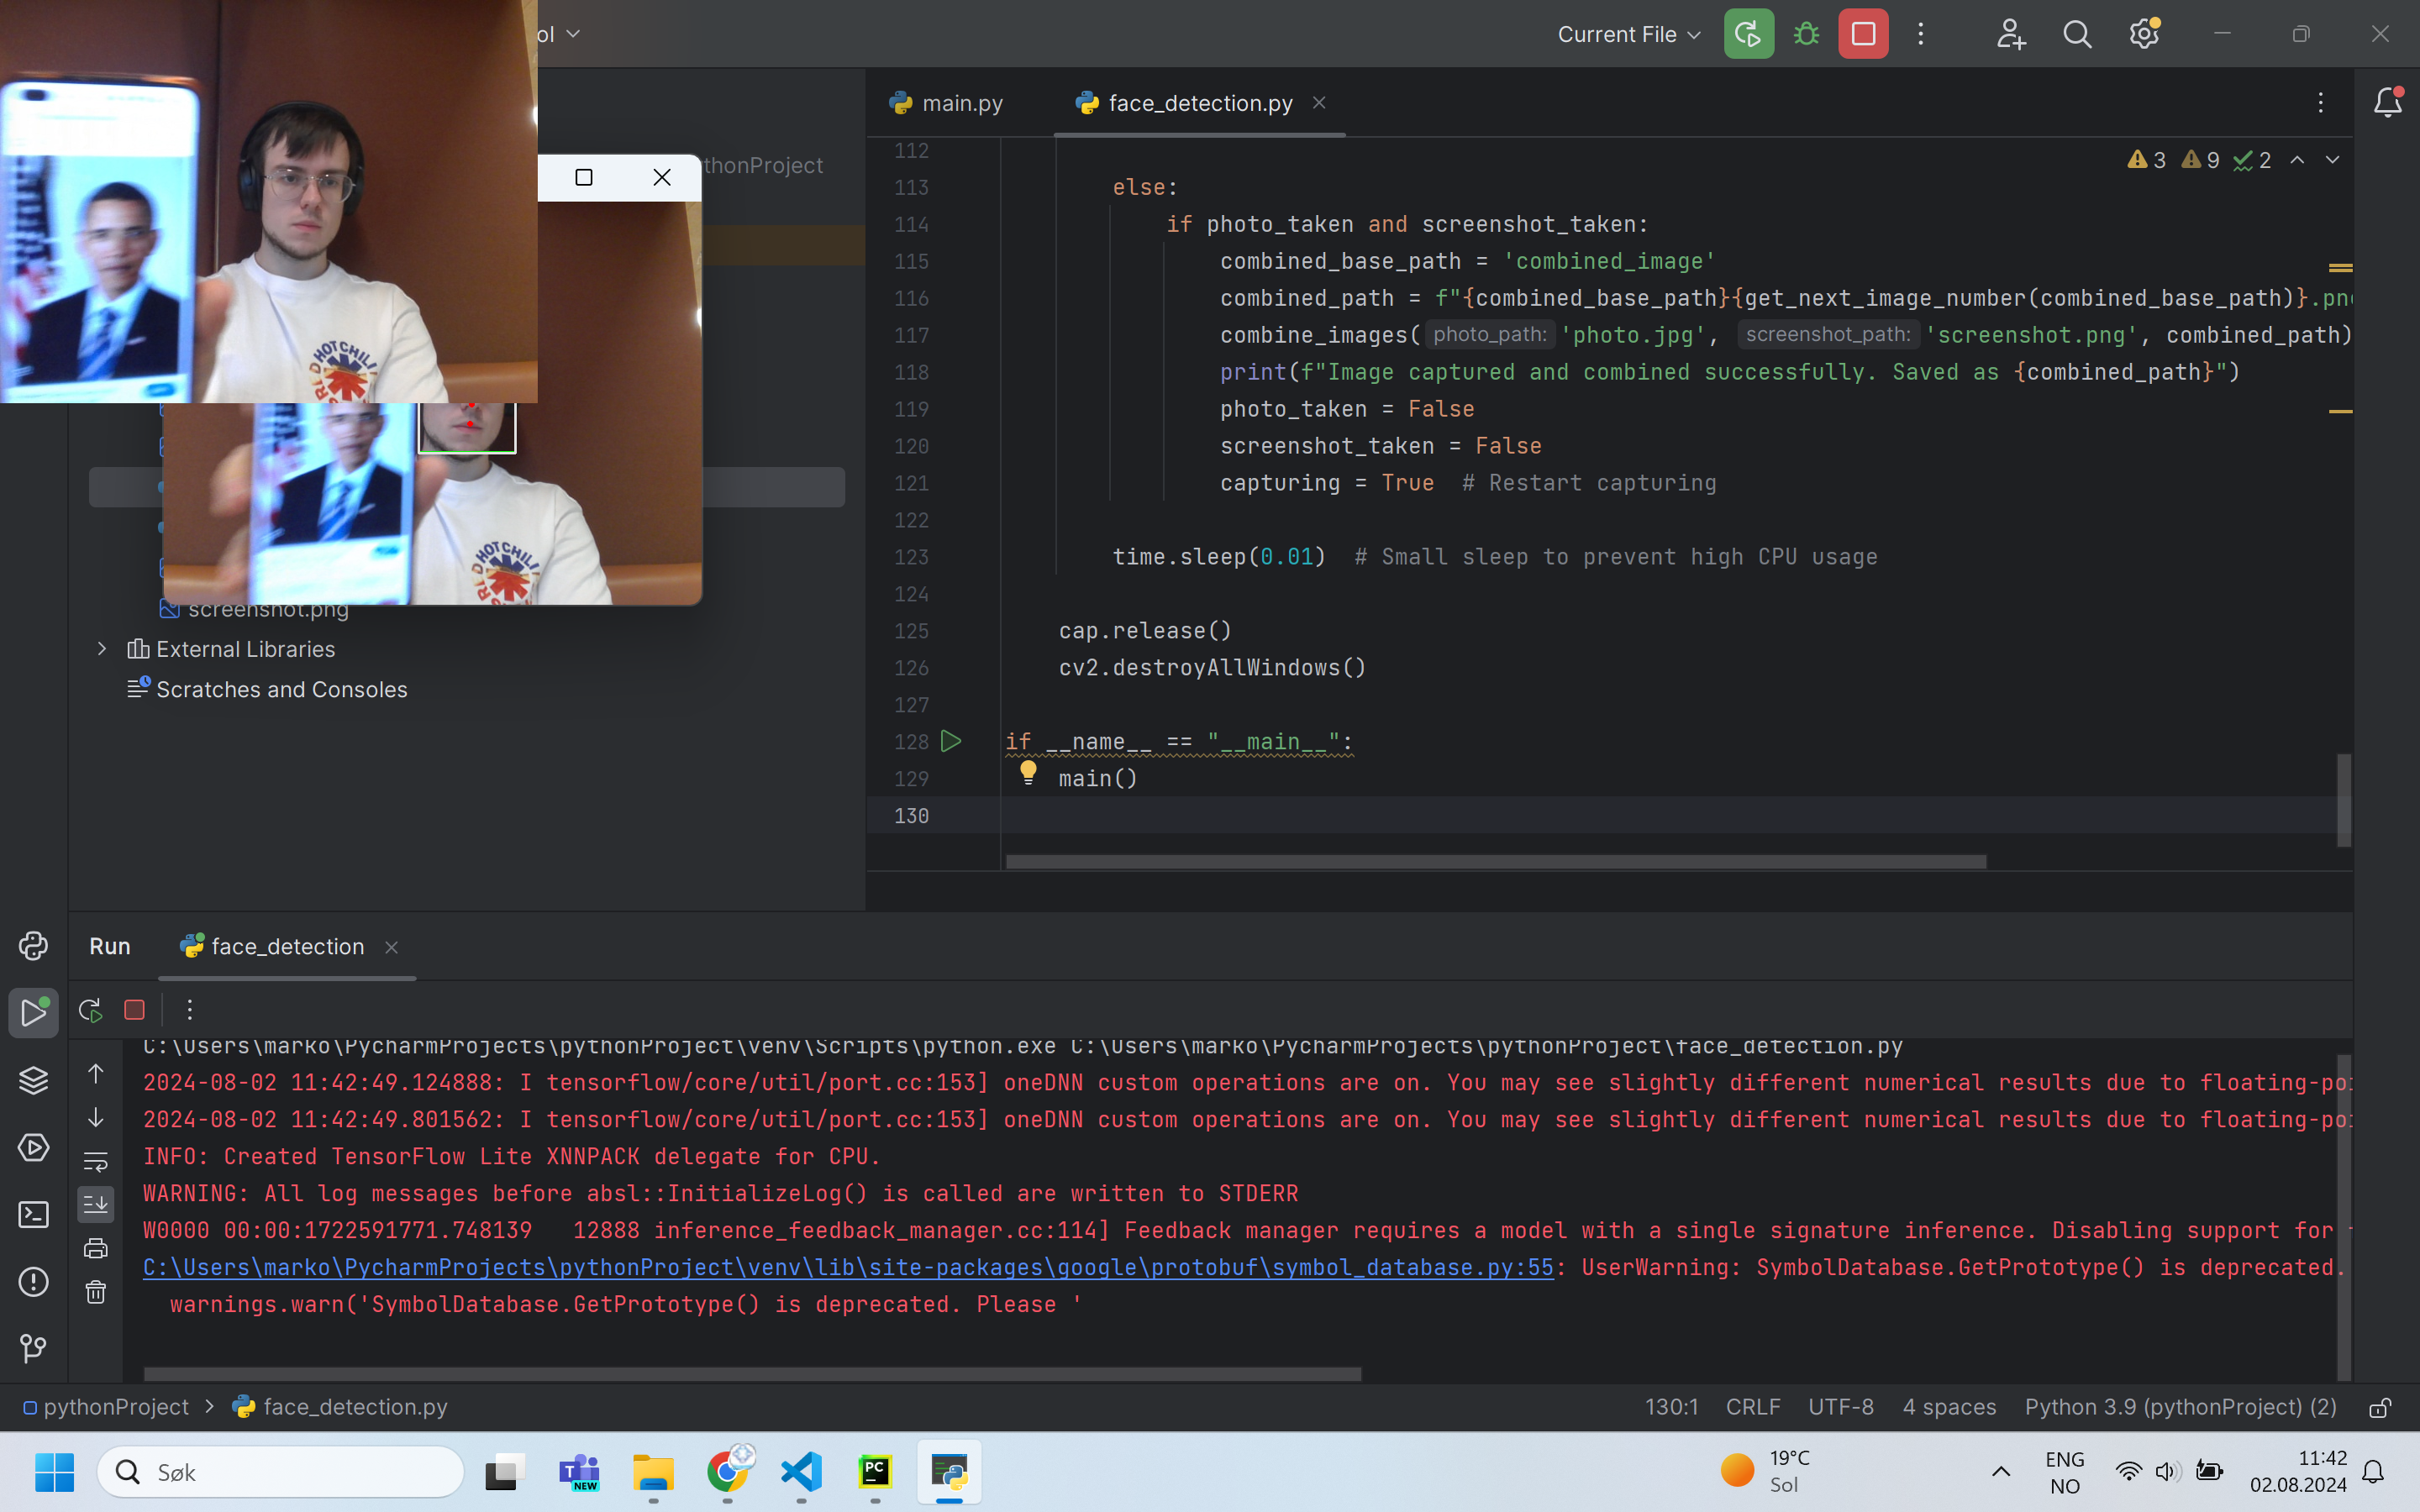 ol
Current File
main.py
face_detection.py
thonProject
3 9 2
112
113 else:
114 if photo_taken and screenshot_taken:
115 combined_base_path = 'combined_image'
116 combined_path = f"{combined_base_path}{get_next_image_number(combined_base_path)}.png
117 combine_images( photo_path: 'photo.jpg', screenshot_path: 'screenshot.png', combined_path)
118 print(f"Image captured and combined successfully. Saved as {combined_path}")
119 photo_taken = False
120 screenshot_taken = False
121 capturing = True # Restart capturing
122
123 time.sleep(0.01) # Small sleep to prevent high CPU usage
124
125 cap.release()
126 cv2.destroyAllWindows()
127
128 if __name__ == "__main__":
129 main()
130
HOT CHILI
RED
HOT CHILI
RED
screenshot.png
External Libraries
Scratches and Consoles
Run face_detection
C:\Users\marko\PycharmProjects\pythonProject\venv\Scripts\python.exe C:\Users\marko\PycharmProjects\pythonProject\face_detection.py
2024-08-02 11:42:49.124888: I tensorflow/core/util/port.cc:153] oneDNN custom operations are on. You may see slightly different numerical results due to floating-poi
2024-08-02 11:42:49.801562: I tensorflow/core/util/port.cc:153] oneDNN custom operations are on. You may see slightly different numerical results due to floating-poi
INFO: Created TensorFlow Lite XNNPACK delegate for CPU.
WARNING: All log messages before absl::InitializeLog() is called are written to STDERR
W0000 00:00:1722591771.748139 12888 inference_feedback_manager.cc:114] Feedback manager requires a model with a single signature inference. Disabling support for
C:\Users\marko\PycharmProjects\pythonProject\venv\lib\site-packages\google\protobuf\symbol_database.py:55: UserWarning: SymbolDatabase.GetPrototype() is deprecated.
warnings.warn('SymbolDatabase.GetPrototype() is deprecated. Please '
pythonProject > face_detection.py
130:1 CRLF UTF-8 4 spaces Python 3.9 (pythonProject) (2)
Søk
NEW
PC
19°C
Sol
ENG
NO
11:42
02.08.2024